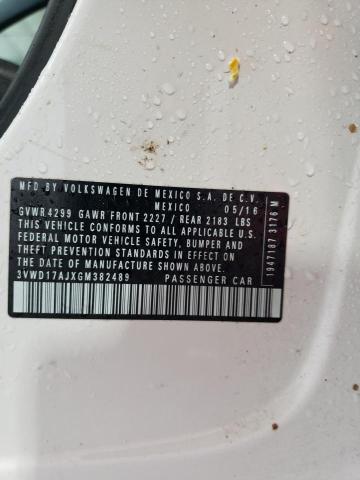 MFD. BY VOLKSWAGEN DE MEXICO S.A. DE C.V.
MEXICO 05/16
GVWR 4299 GAWR FRONT 2227 / REAR 2183 LBS
THIS VEHICLE CONFORMS TO ALL APPLICABLE U.S.
FEDERAL MOTOR VEHICLE SAFETY, BUMPER AND
THEFT PREVENTION STANDARDS IN EFFECT ON
THE DATE OF MANUFACTURE SHOWN ABOVE.
3VWD17AJXGM382489 PASSENGER CAR
1947187 3176 M